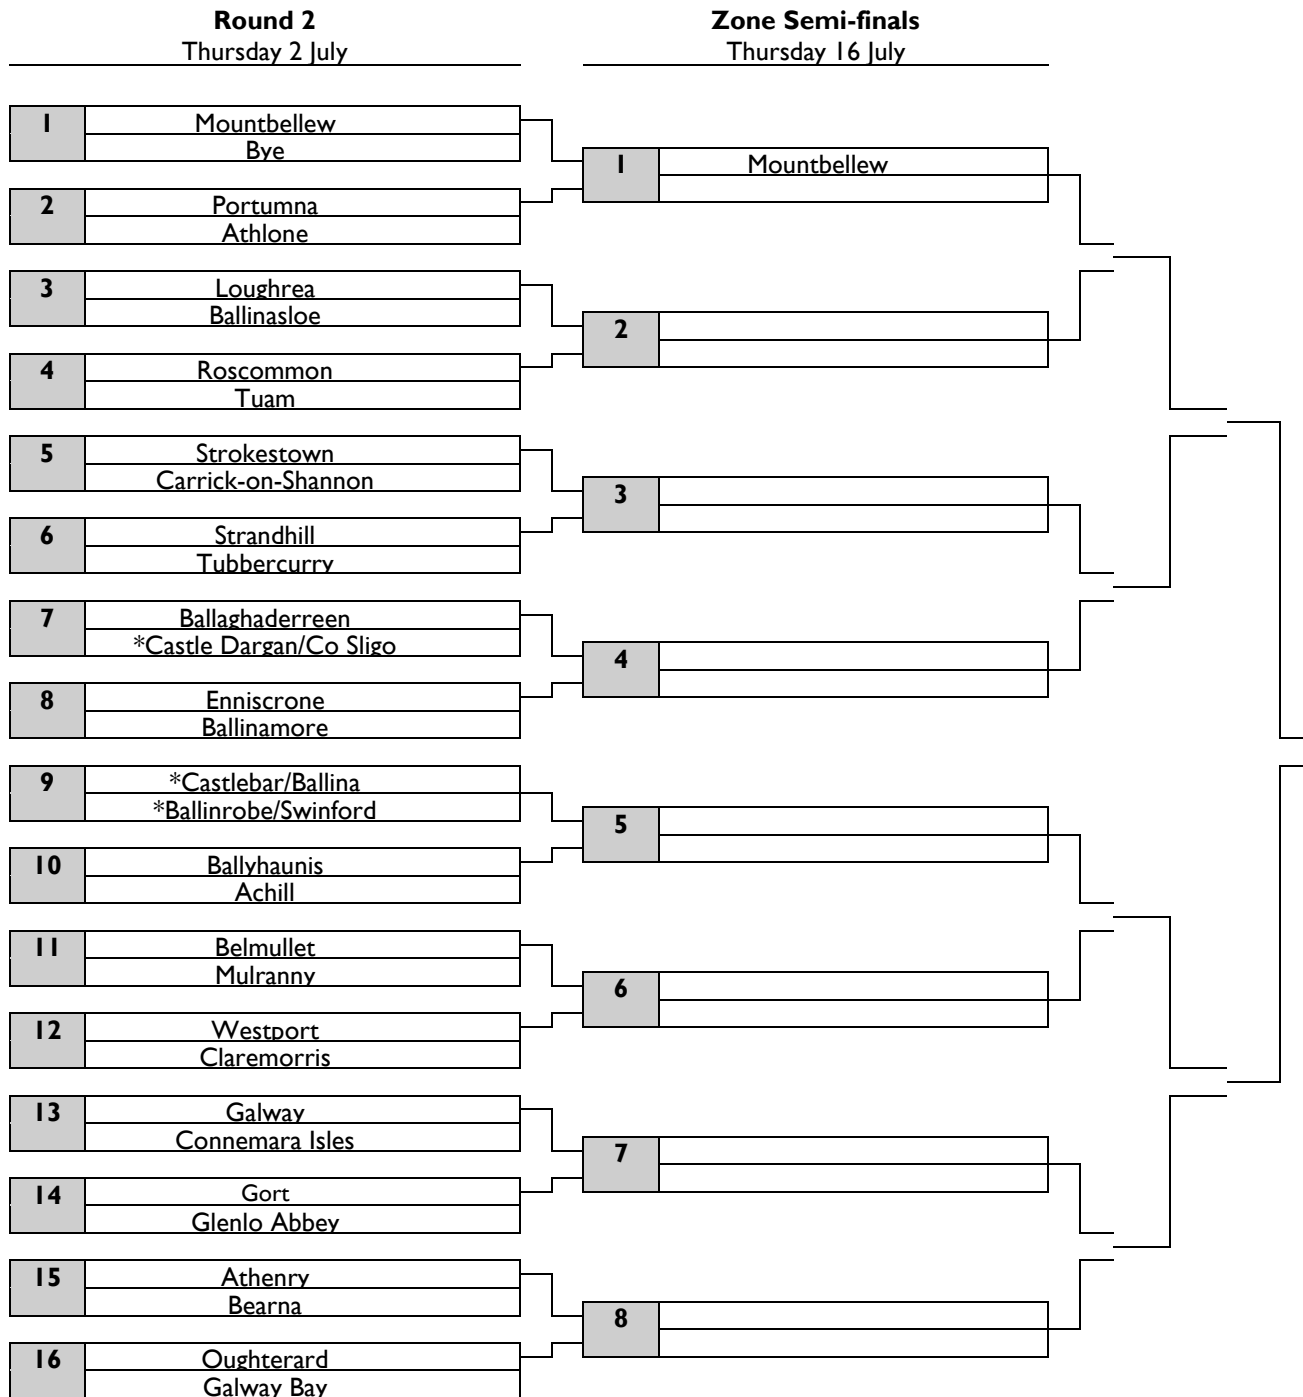 Round 2
Thursday 2 July
Zone Semi-finals
Thursday 16 July
1
Mountbellew
Bye
2
Portumna
Athlone
3
Loughrea
Ballinasloe
4
Roscommon
Tuam
5
Strokestown
Carrick-on-Shannon
6
Strandhill
Tubbercurry
7
Ballaghaderreen
*Castle Dargan/Co Sligo
8
Enniscrone
Ballinamore
9
*Castlebar/Ballina
*Ballinrobe/Swinford
10
Ballyhaunis
Achill
11
Belmullet
Mulranny
12
Westport
Claremorris
13
Galway
Connemara Isles
14
Gort
Glenlo Abbey
15
Athenry
Bearna
16
Oughterard
Galway Bay
1
Mountbellew
2
3
4
5
6
7
8